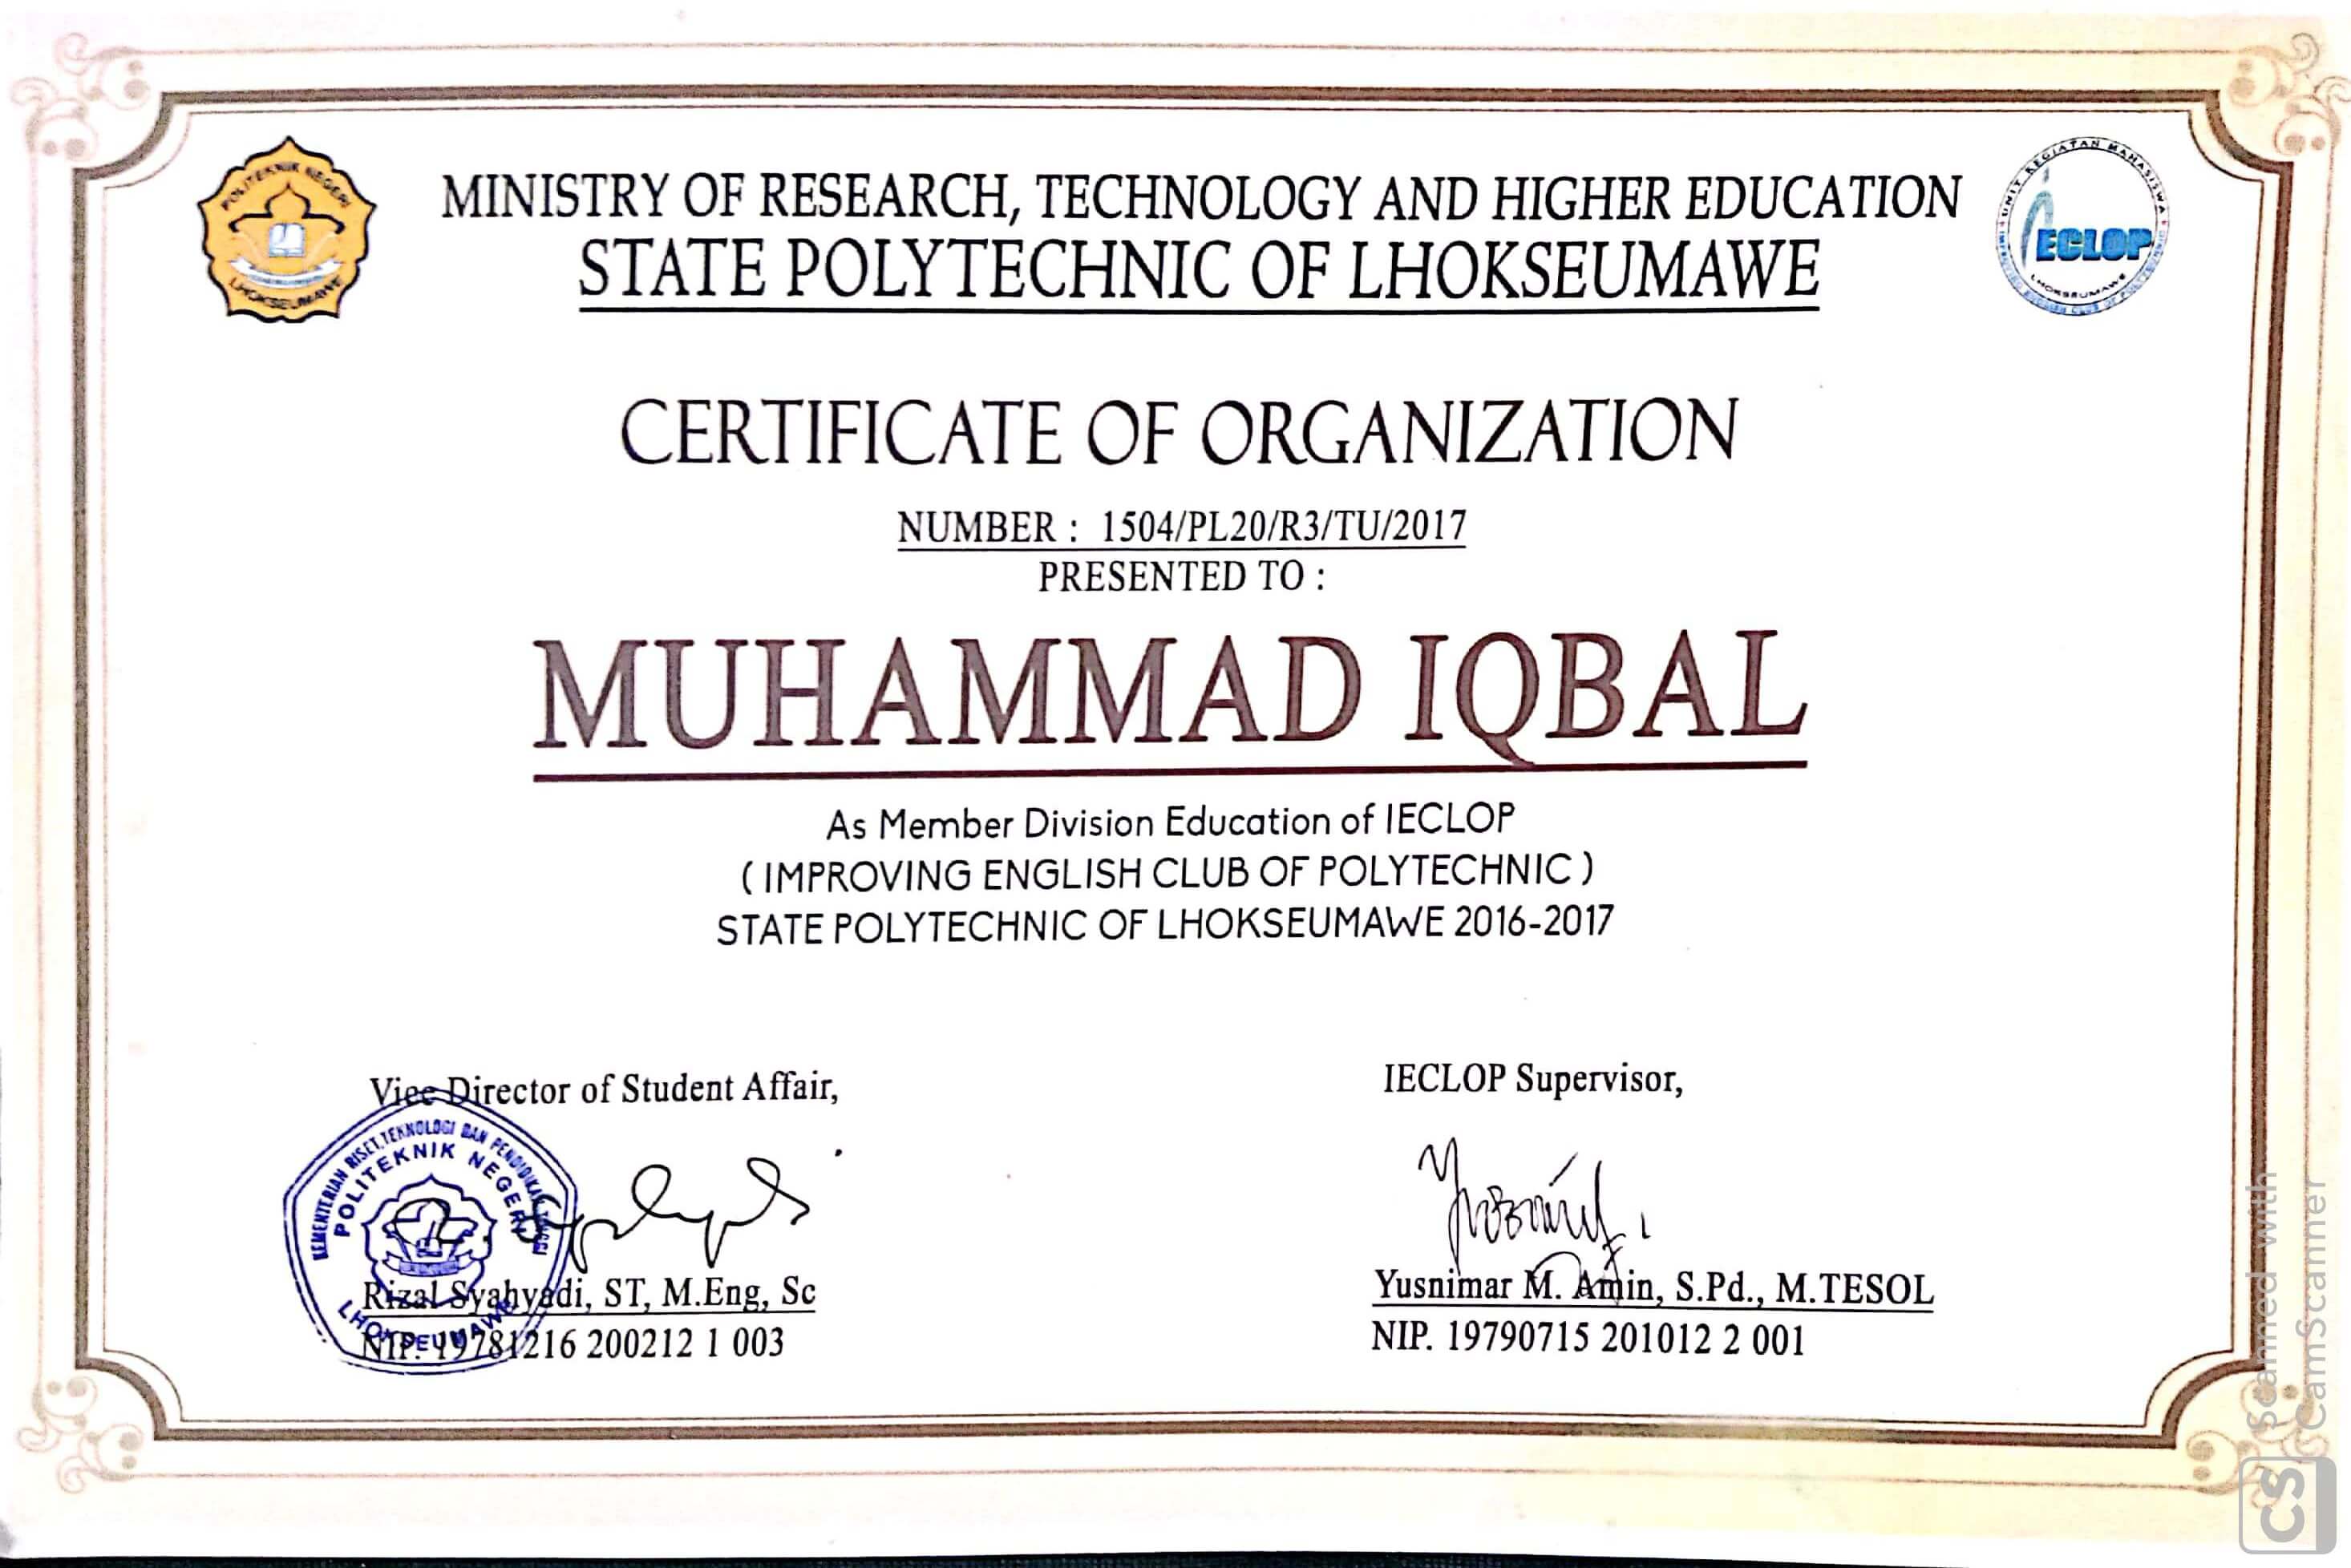 POLITEKNIK NEGERI
LHOKSEUMAWE
MINISTRY OF RESEARCH, TECHNOLOGY AND HIGHER EDUCATION
STATE POLYTECHNIC OF LHOKSEUMAWE
UNIT KEGIATAN MAHASISWA
IECLOP
LHOKSEUMAWE
CERTIFICATE OF ORGANIZATION
NUMBER : 1504/PL20/R3/TU/2017
PRESENTED TO :
MUHAMMAD IQBAL
As Member Division Education of IECLOP
( IMPROVING ENGLISH CLUB OF POLYTECHNIC )
STATE POLYTECHNIC OF LHOKSEUMAWE 2016-2017
Vice Director of Student Affair,
KEMENTERIAN RISET,TEKNOLOGI DAN PENDIDIKAN TINGGI
POLITEKNIK NEGERI
LHOKSEUMAWE
Rizal Syahyadi, ST, M.Eng, Sc
NIP. 19781216 200212 1 003
IECLOP Supervisor,
Yusnimar M. Amin, S.Pd., M.TESOL
NIP. 19790715 201012 2 001
CS
Scanned with
CamScanner